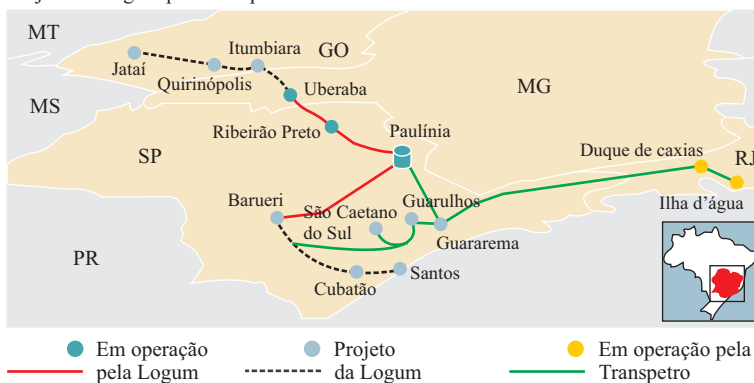 MT
GO
Itumbiara
Jataí
Quirinópolis
Uberaba
MG
MS
Ribeirão Preto
Paulínia
SP
Duque de caxias
RJ
Barueri
São Caetano
do Sul
Guarulhos
Ilha d'água
Guararema
PR
Cubatão
Santos
Em operação
pela Logum
Projeto
da Logum
Em operação pela
Transpetro